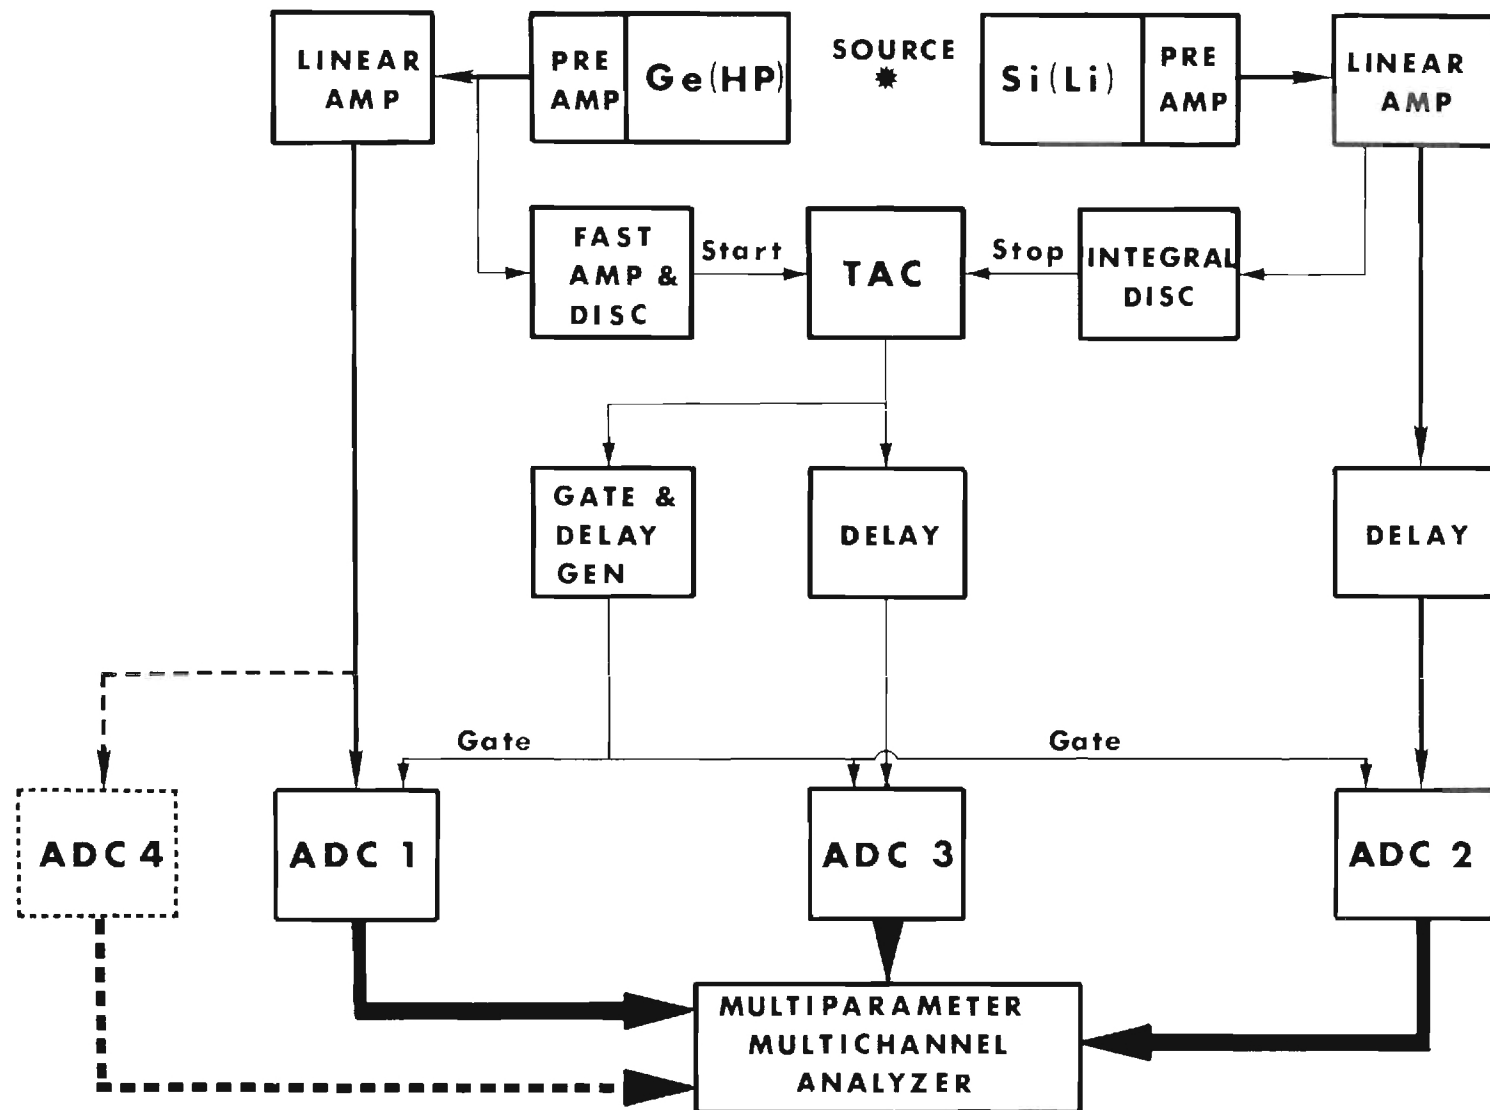 LINEAR
AMP
PRE
AMP
Ge(HP)
SOURCE
Si(Li)
PRE
AMP
LINEAR
AMP
FAST
AMP &
DISC
Start
TAC
Stop
INTEGRAL
DISC
GATE &
DELAY
GEN
DELAY
DELAY
Gate
Gate
ADC 4
ADC 1
ADC 3
ADC 2
MULTIPARAMETER
MULTICHANNEL
ANALYZER